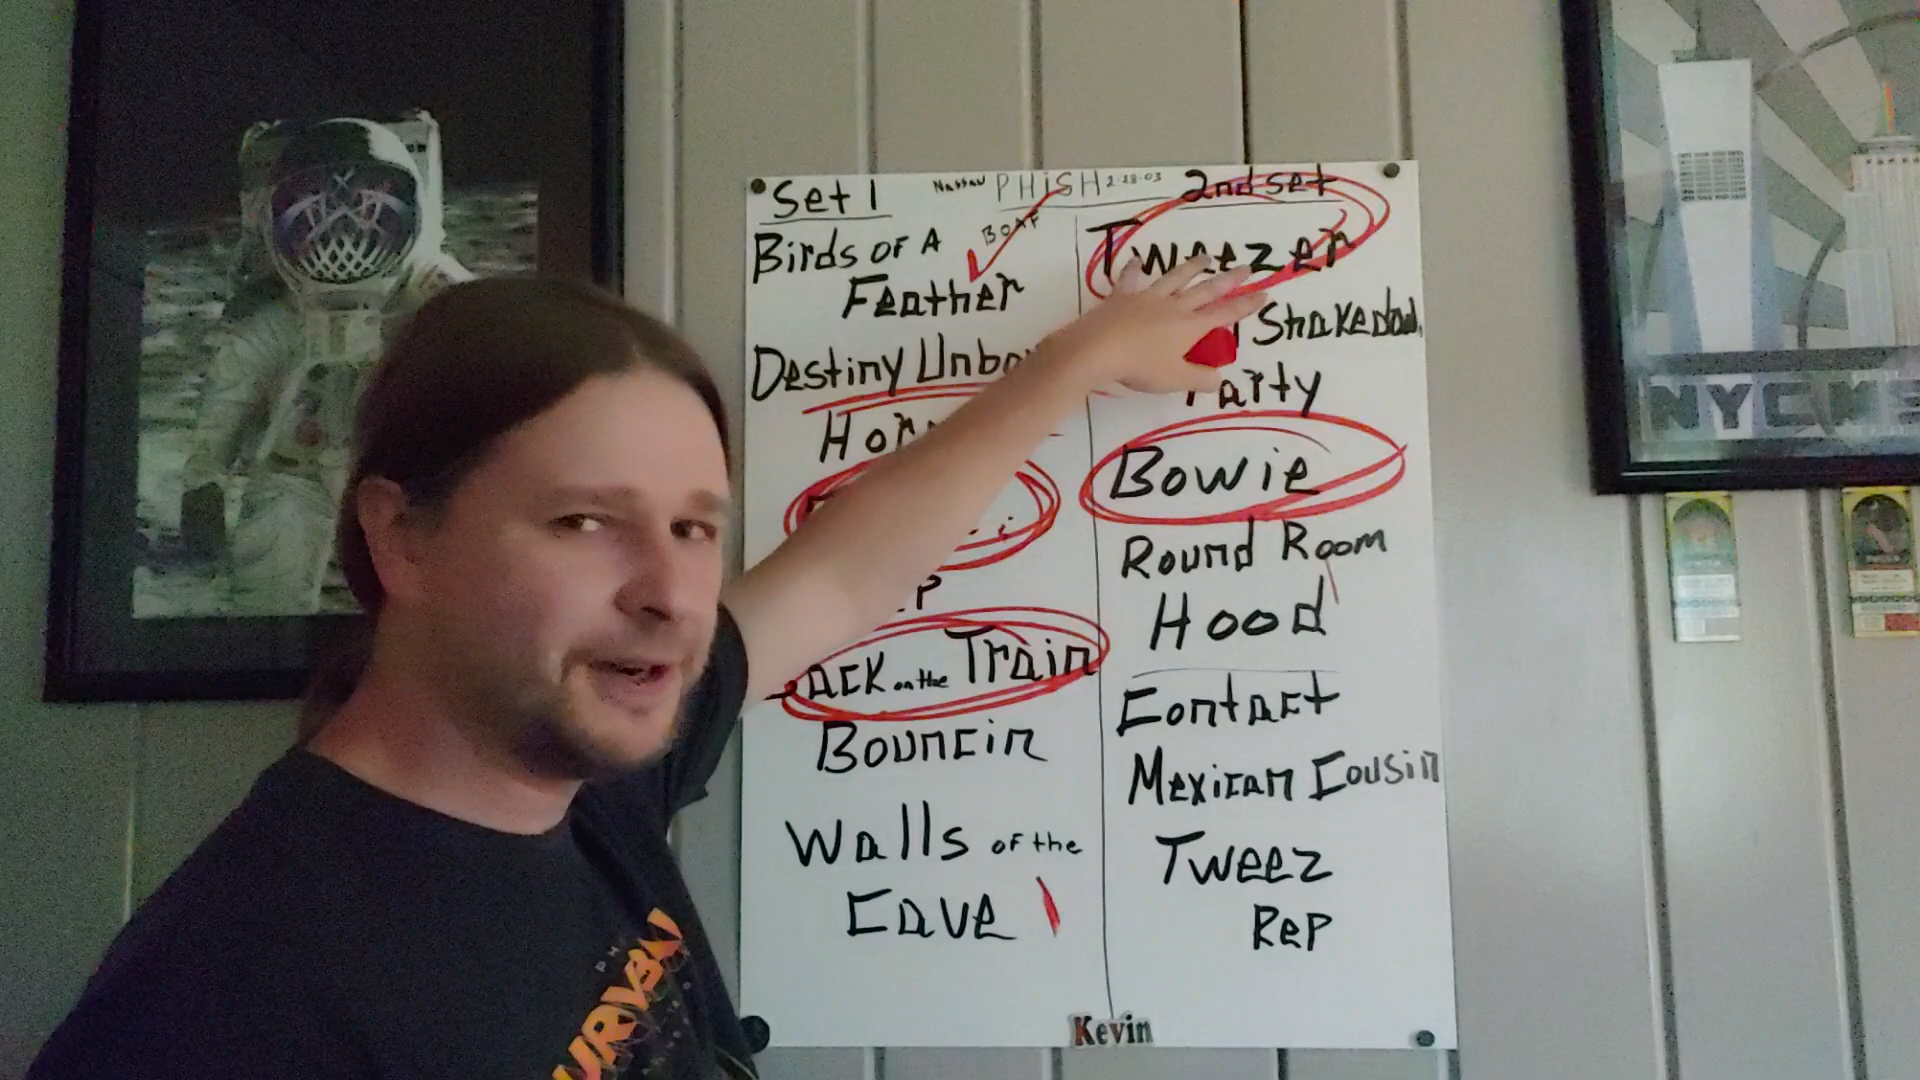 Set 1
Nassau PHiSH 2·28·03
2nd set
BOAF
Birds of A
Feather
Destiny
Bouncin
Train
on the
Walls of the
Cave
Tweezer
Shakedown
Party
Bowie
Round Room
Hood
Contact
Mexican Cousin
Tweez
Rep
Kevin
NYC